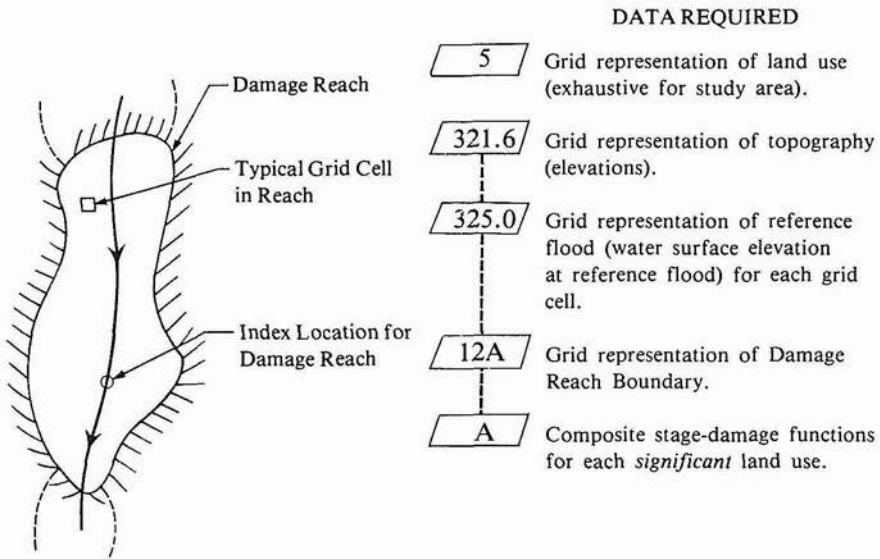 DATA REQUIRED
5
Grid representation of land use
(exhaustive for study area).
Damage Reach
321.6
Grid representation of topography
(elevations).
Typical Grid Cell
in Reach
325.0
Grid representation of reference
flood (water surface elevation
at reference flood) for each grid
cell.
Index Location for
Damage Reach
12A
Grid representation of Damage
Reach Boundary.
A
Composite stage-damage functions
for each significant land use.